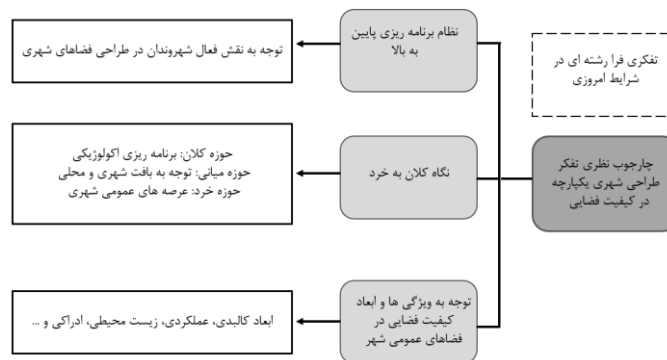 تفکری فرا رشته ای در
شرایط امروزی
چارچوب نظری تفکر
طراحی شهری یکپارچه
در کیفیت فضایی
نظام برنامه ریزی پایین
به بالا
توجه به نقش فعال شهروندان در طراحی فضاهای شهری
نگاه کلان به خرد
حوزه کلان: برنامه ریزی اکولوژیکی
حوزه میانی: توجه به بافت شهری و محلی
حوزه خرد: عرصه های عمومی شهری
توجه به ویژگی ها و ابعاد
کیفیت فضایی در
فضاهای عمومی شهر
ابعاد کالبدی، عملکردی، زیست محیطی، ادراکی و ...